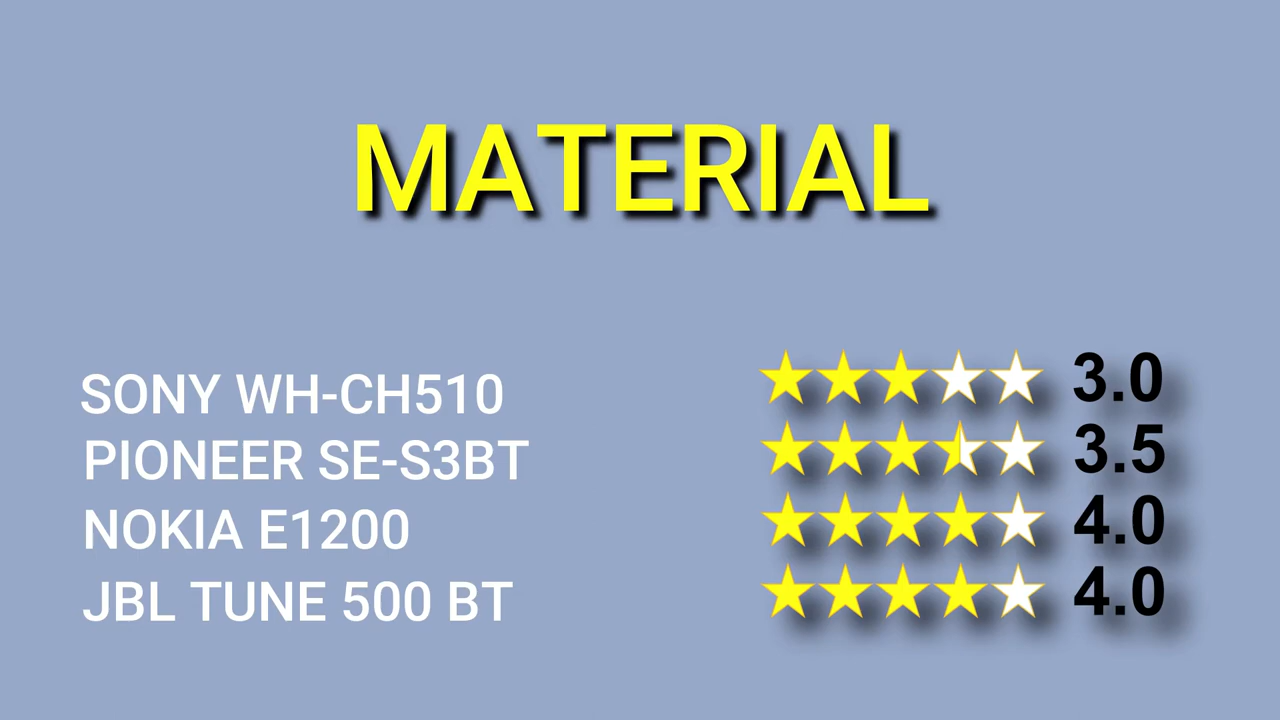 MATERIAL
SONY WH-CH510 3.0
PIONEER SE-S3BT 3.5
NOKIA E1200 4.0
JBL TUNE 500 BT 4.0